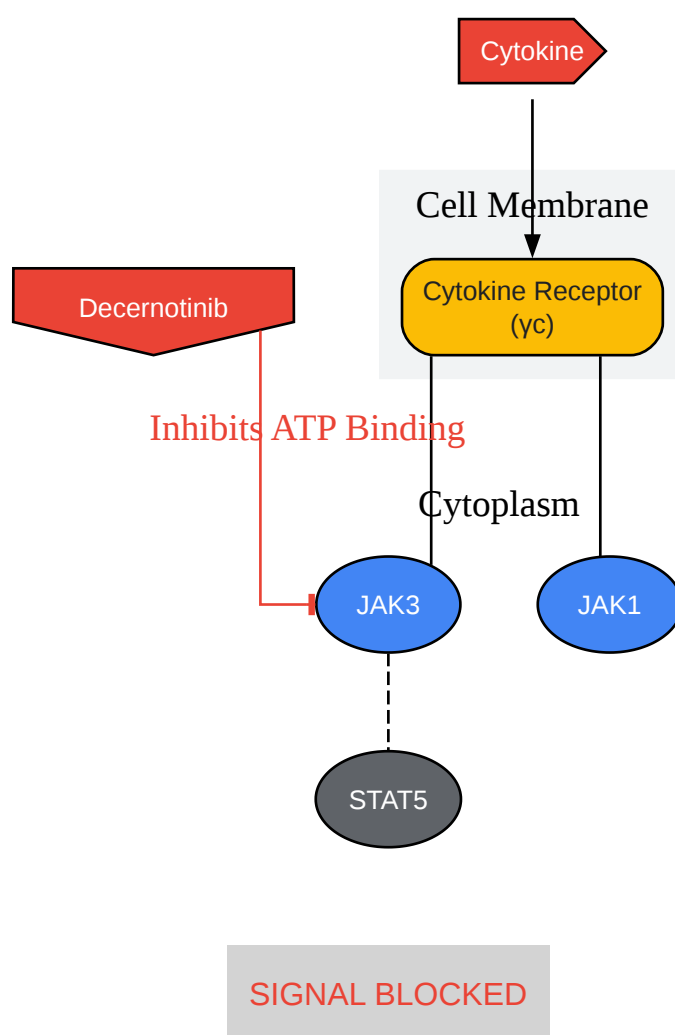 Cytokine
Cell Membrane
Cytokine Receptor
(γc)
Decernotinib
Inhibits ATP Binding
Cytoplasm
JAK3
JAK1
STAT5
SIGNAL BLOCKED